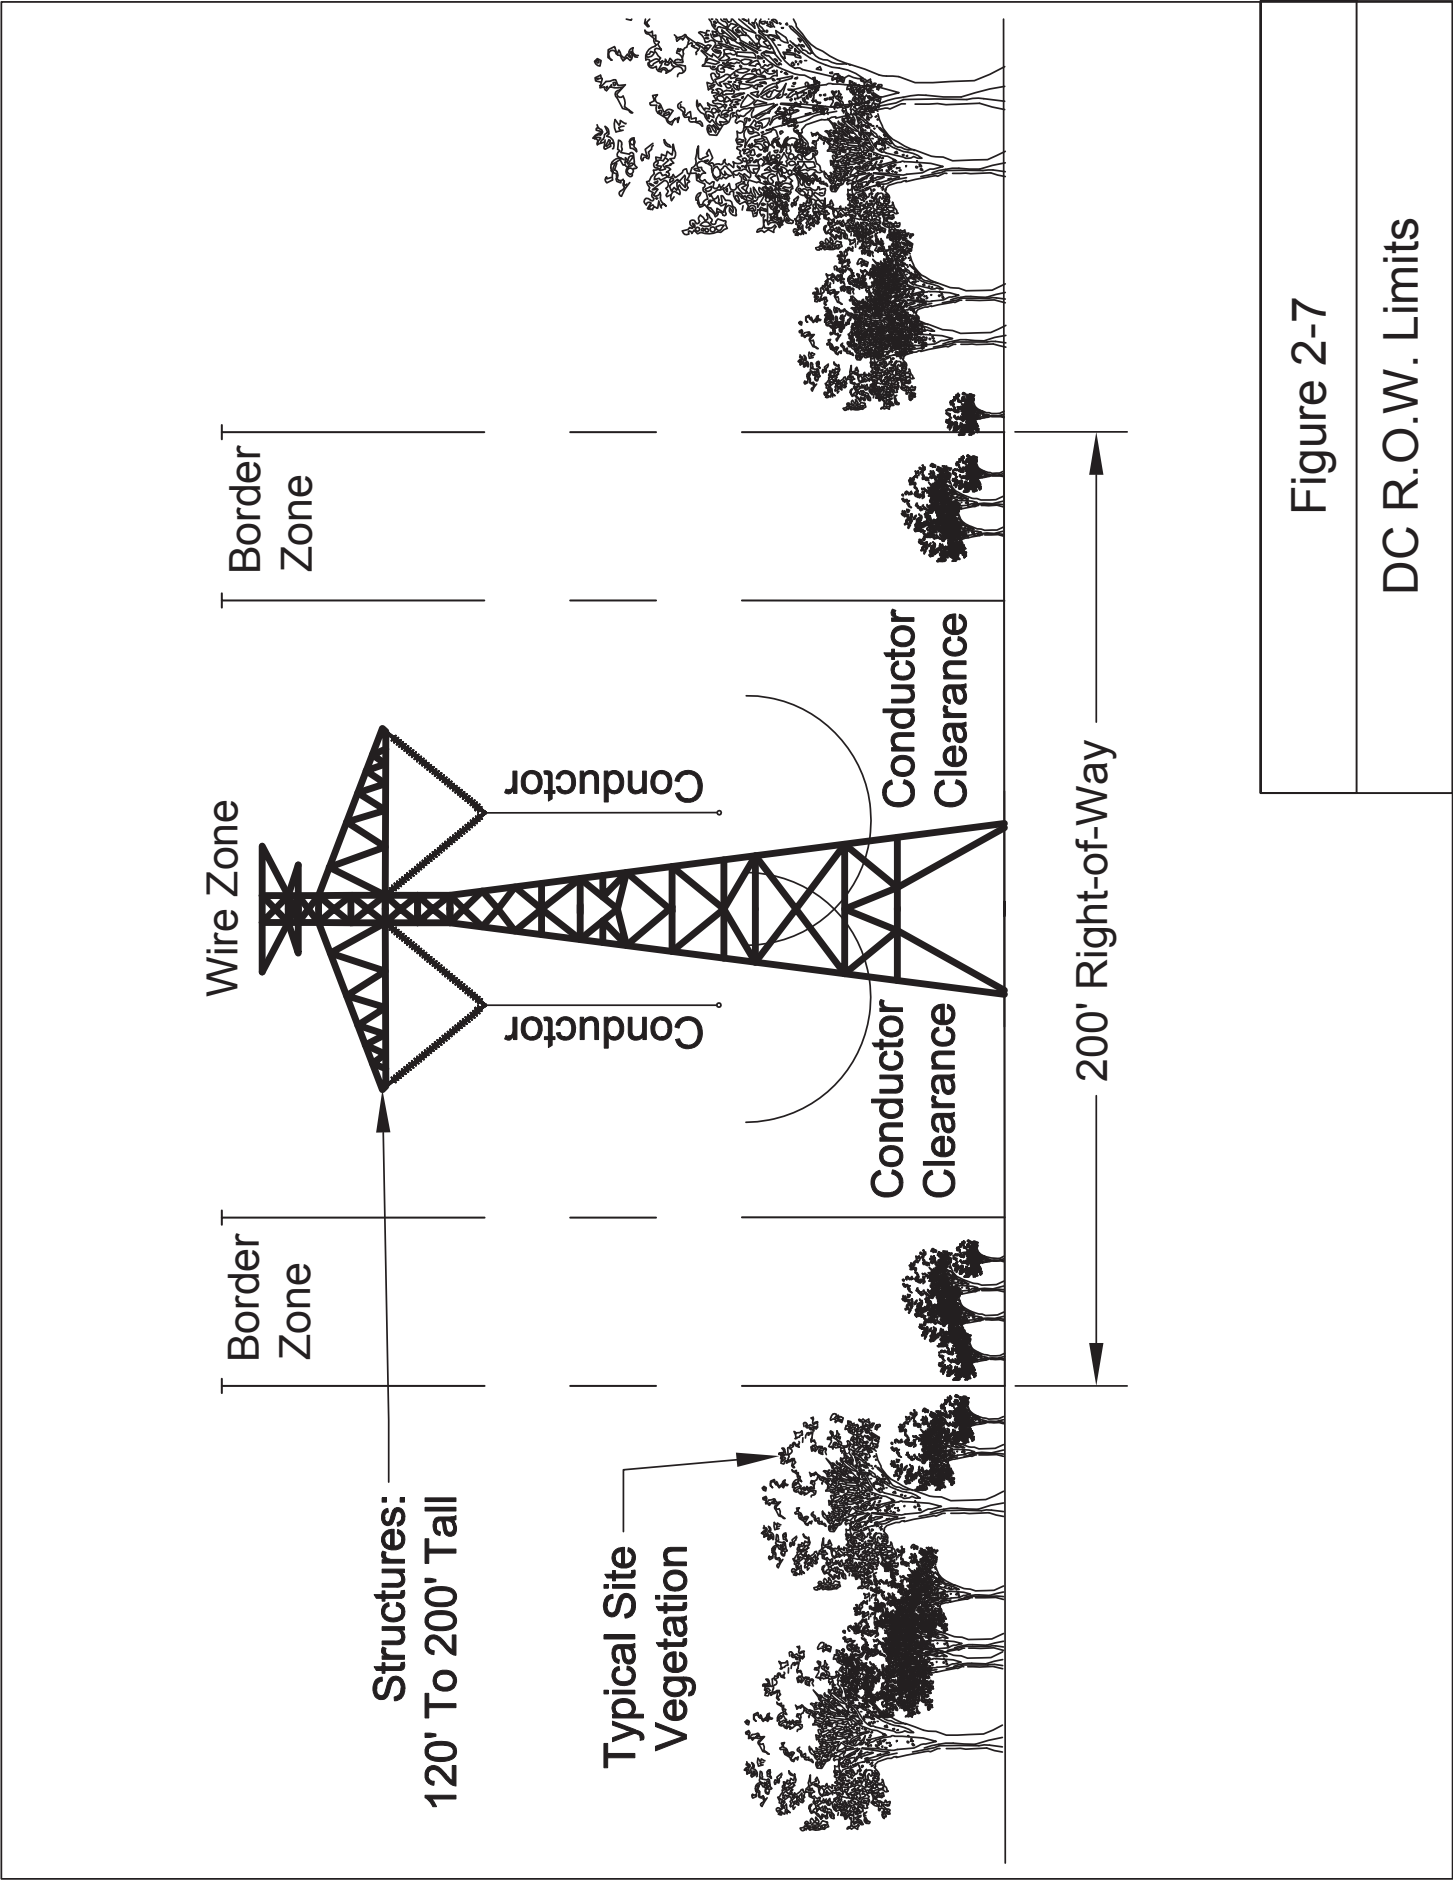 Wire Zone
Border
Zone
Border
Zone
Structures:
120' To 200' Tall
Conductor
Conductor
Typical Site
Vegetation
Conductor
Clearance
Conductor
Clearance
200' Right-of-Way
Figure 2-7
DC R.O.W. Limits